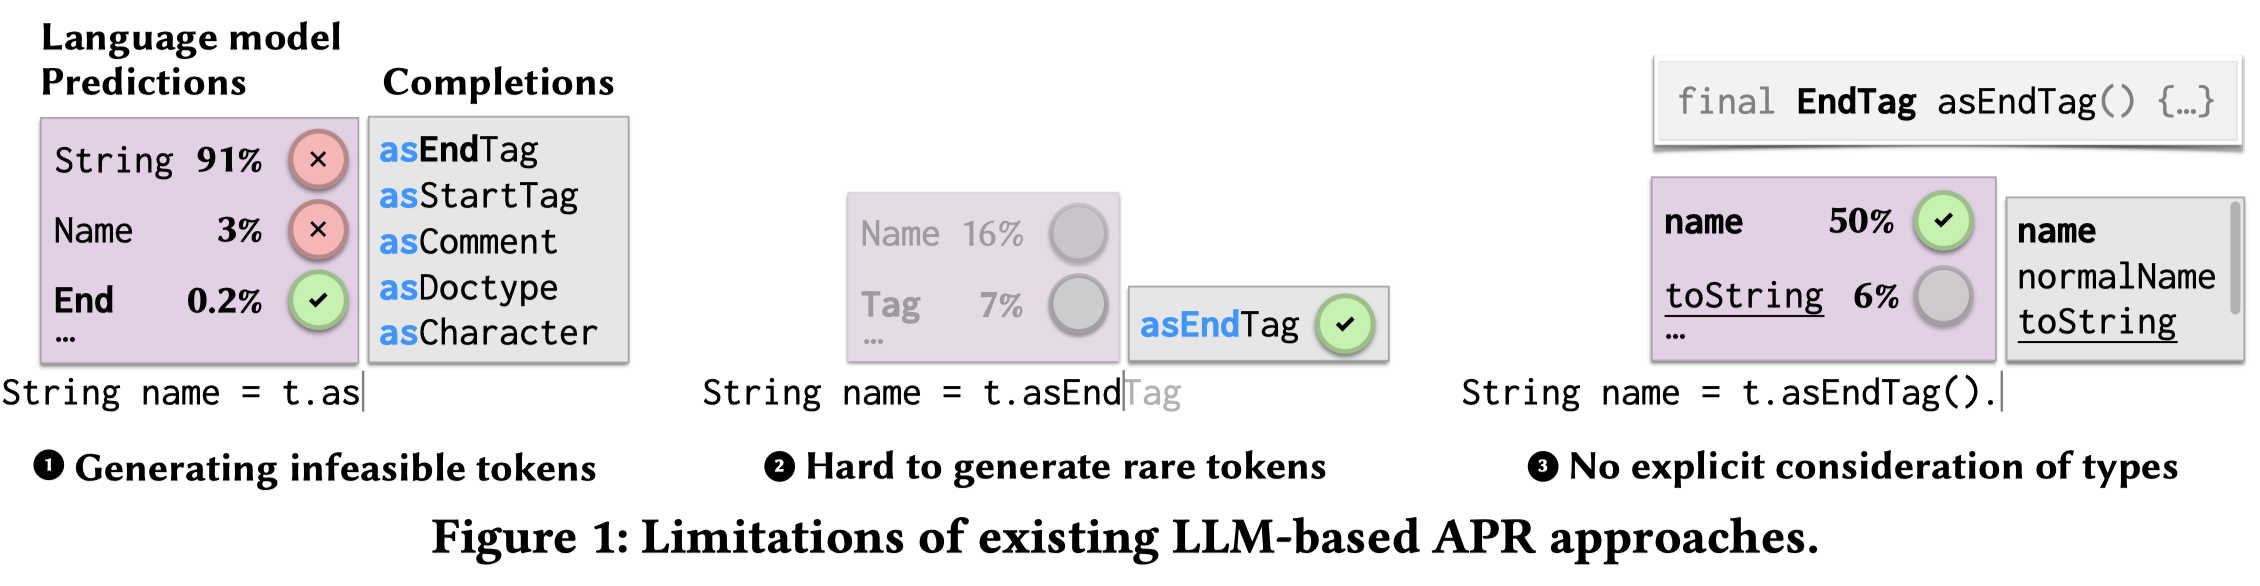 Language model
Predictions
Completions
String 91%
Name 3%
End 0.2%
...
asEndTag
asStartTag
asComment
asDoctype
asCharacter
String name = t.as
❶ Generating infeasible tokens
Name 16%
Tag 7%
...
asEndTag
String name = t.asEndTag
❷ Hard to generate rare tokens
final EndTag asEndTag() {…}
name 50%
toString 6%
...
name
normalName
toString
String name = t.asEndTag().
❸ No explicit consideration of types
Figure 1: Limitations of existing LLM-based APR approaches.